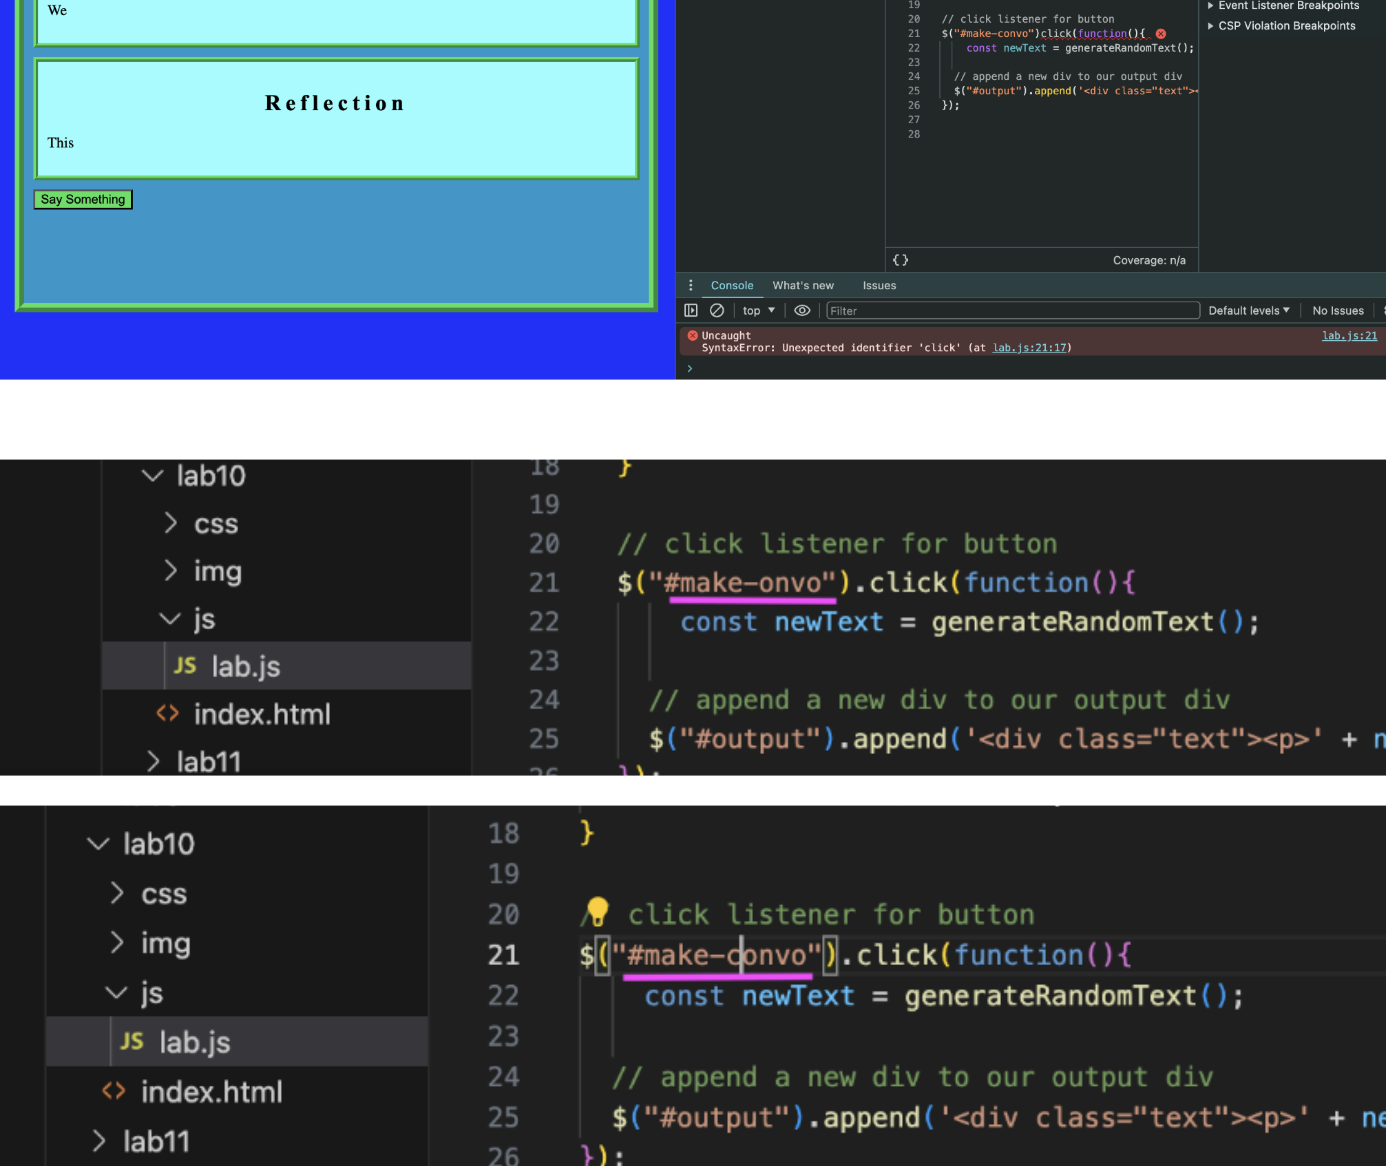 We
Reflection
This
Say Something
19
20 // click listener for button
21 $("#make-convo")click(function(){
22 const newText = generateRandomText();
23
24 // append a new div to our output div
25 $("#output").append('<div class="text">
26 });
27
28
Event Listener Breakpoints
CSP Violation Breakpoints
{} Coverage: n/a
Console What's new Issues
top Filter Default levels No Issues
Uncaught lab.js:21
SyntaxError: Unexpected identifier 'click' (at lab.js:21:17)
>
lab10
css
img
js
JS lab.js
<> index.html
lab11
18 }
19
20 // click listener for button
21 $("#make-onvo").click(function(){
22 const newText = generateRandomText();
23
24 // append a new div to our output div
25 $("#output").append('<div class="text"><p>' + n
26 });
lab10
css
img
js
JS lab.js
<> index.html
lab11
18 }
19
20 / click listener for button
21 $("#make-convo").click(function(){
22 const newText = generateRandomText();
23
24 // append a new div to our output div
25 $("#output").append('<div class="text"><p>' + ne
26 });